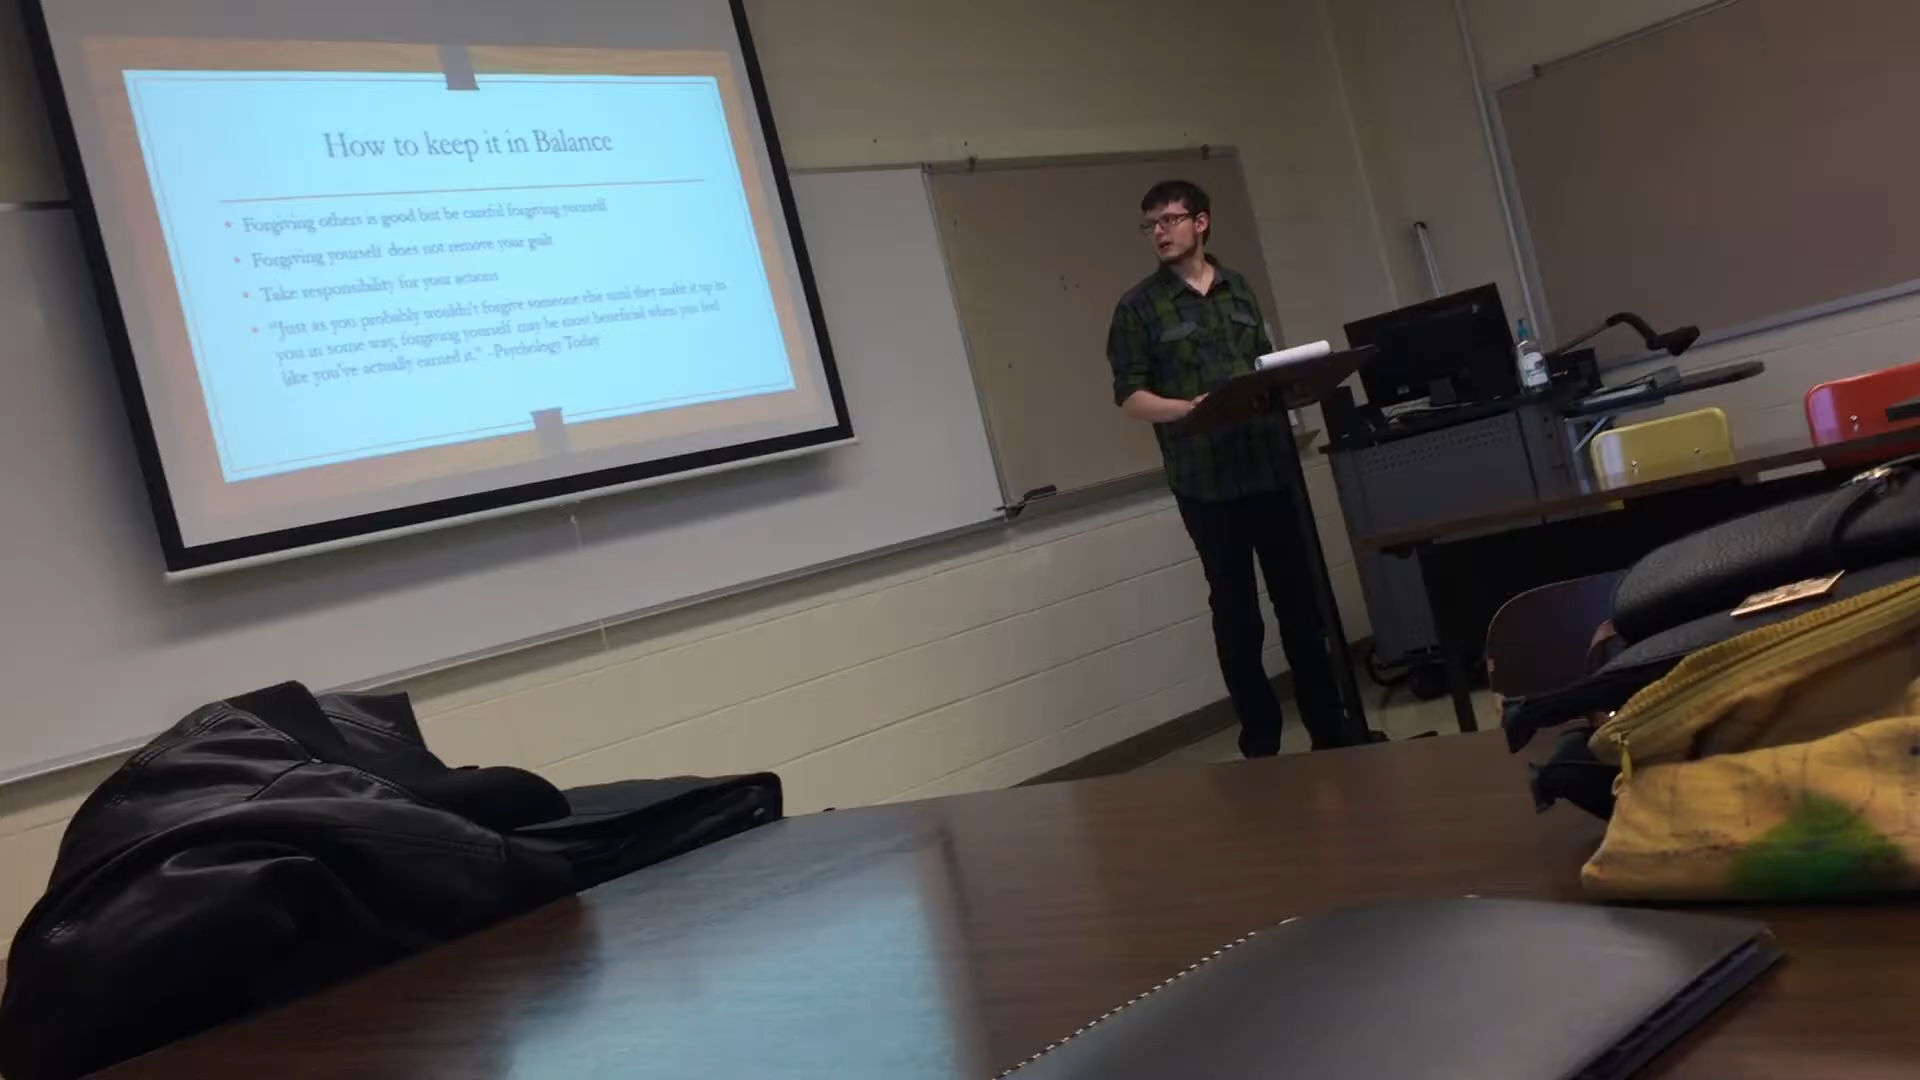 How to keep it in Balance
• Forgiving others is good but be careful forgiving yourself
• Forgiving yourself does not remove your guilt
• Take responsibility for your actions
• "Just as you probably wouldn't forgive someone else until they make it up to
you in some way, forgiving yourself may be most beneficial when you feel
like you've actually earned it." -Psychology Today